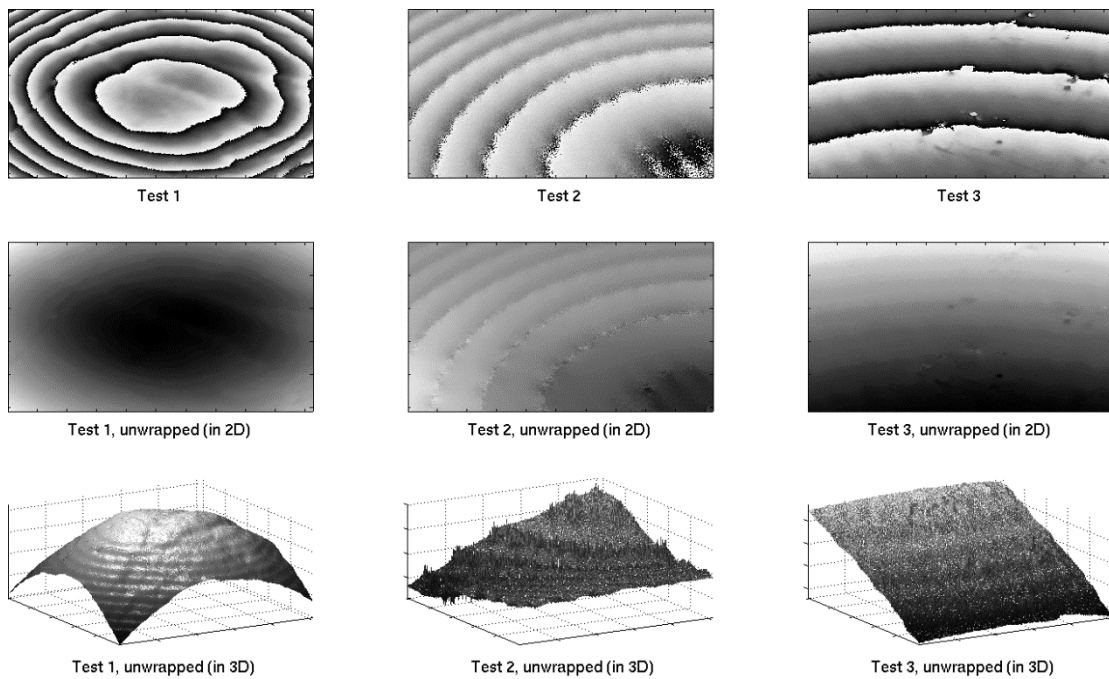 Test 1
Test 2
Test 3
Test 1, unwrapped (in 2D)
Test 2, unwrapped (in 2D)
Test 3, unwrapped (in 2D)
Test 1, unwrapped (in 3D)
Test 2, unwrapped (in 3D)
Test 3, unwrapped (in 3D)